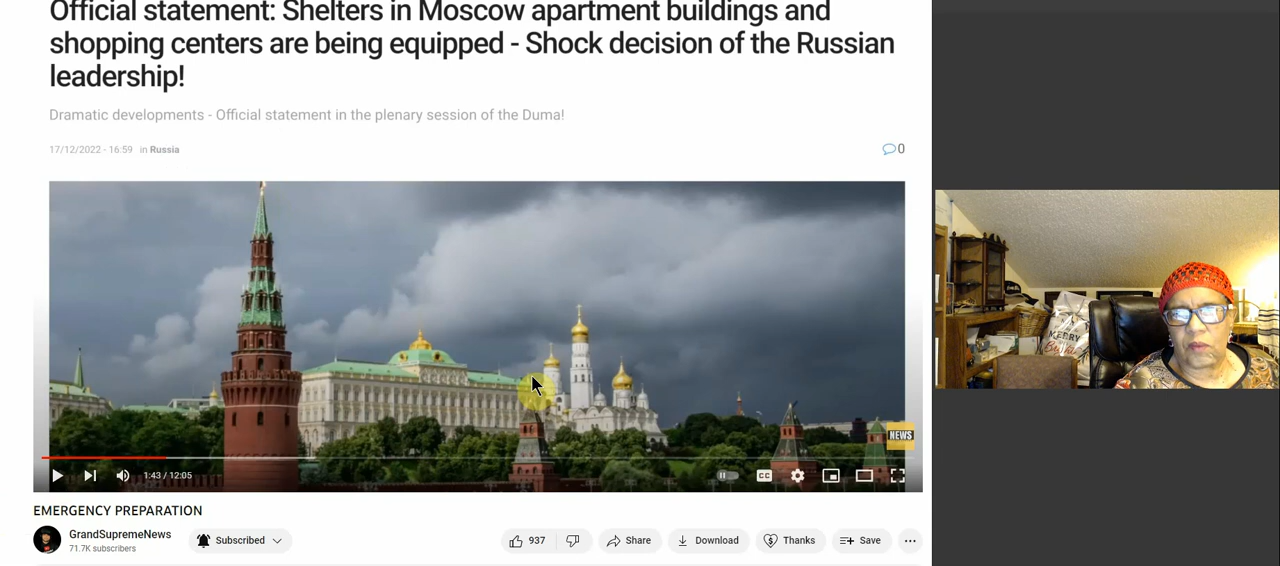 Official statement: Shelters in Moscow apartment buildings and
shopping centers are being equipped - Shock decision of the Russian
leadership!
Dramatic developments - Official statement in the plenary session of the Duma!
17/12/2022 - 16:59 in Russia
0
NEWS
1:43 / 12:05
CC
EMERGENCY PREPARATION
GrandSupremeNews
71.7K subscribers
Subscribed
937
Share
Download
Thanks
Save
MERRY